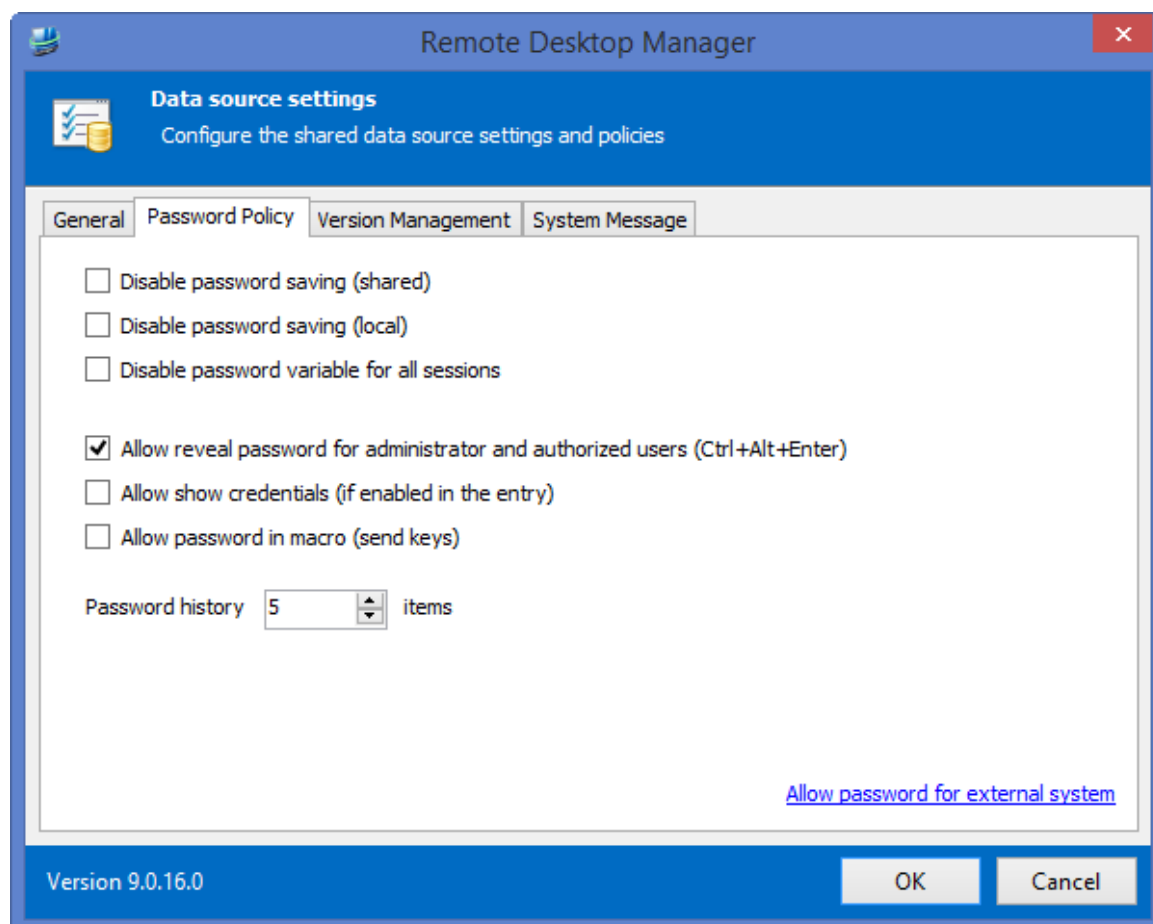 Remote Desktop Manager
Data source settings
Configure the shared data source settings and policies
General Password Policy Version Management System Message
Disable password saving (shared)
Disable password saving (local)
Disable password variable for all sessions
Allow reveal password for administrator and authorized users (Ctrl+Alt+Enter)
Allow show credentials (if enabled in the entry)
Allow password in macro (send keys)
Password history 5 items
Allow password for external system
Version 9.0.16.0 OK Cancel